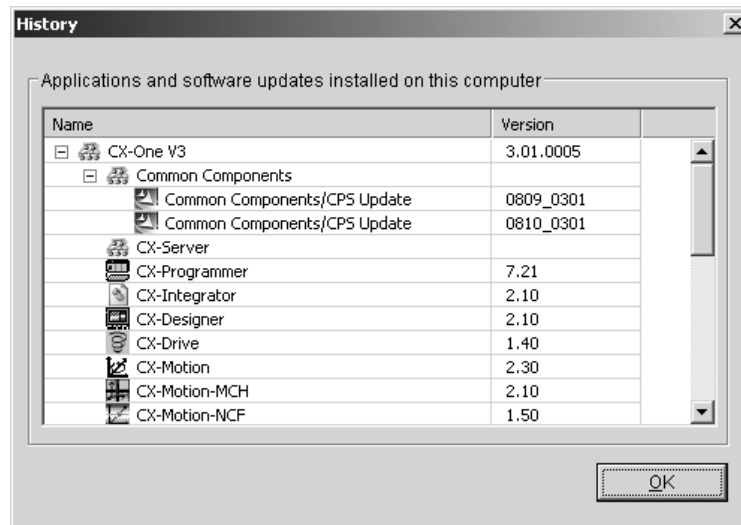 History
Applications and software updates installed on this computer
Name Version
CX-One V3 3.01.0005
Common Components
Common Components/CPS Update 0809_0301
Common Components/CPS Update 0810_0301
CX-Server
CX-Programmer 7.21
CX-Integrator 2.10
CX-Designer 2.10
CX-Drive 1.40
CX-Motion 2.30
CX-Motion-MCH 2.10
CX-Motion-NCF 1.50
OK